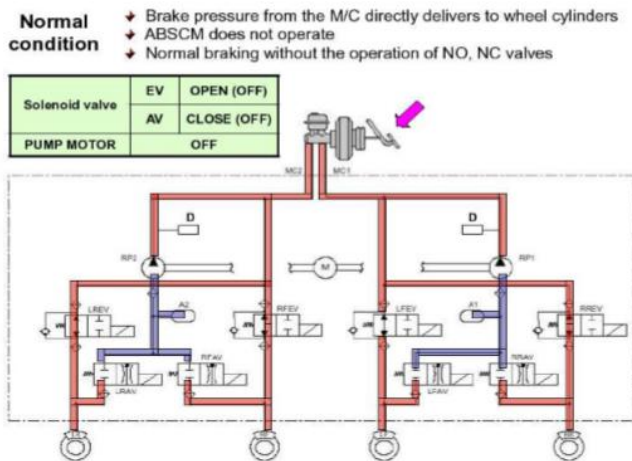 Normal condition
Brake pressure from the M/C directly delivers to wheel cylinders
ABSCM does not operate
Normal braking without the operation of NO, NC valves
Solenoid valve
EV
OPEN (OFF)
AV
CLOSE (OFF)
PUMP MOTOR
OFF
MC2
MC1
D
D
RP2
M
RP1
A2
A1
LREV
RFEV
LFEV
RREV
LRAV
RFAV
LFAV
RRAV